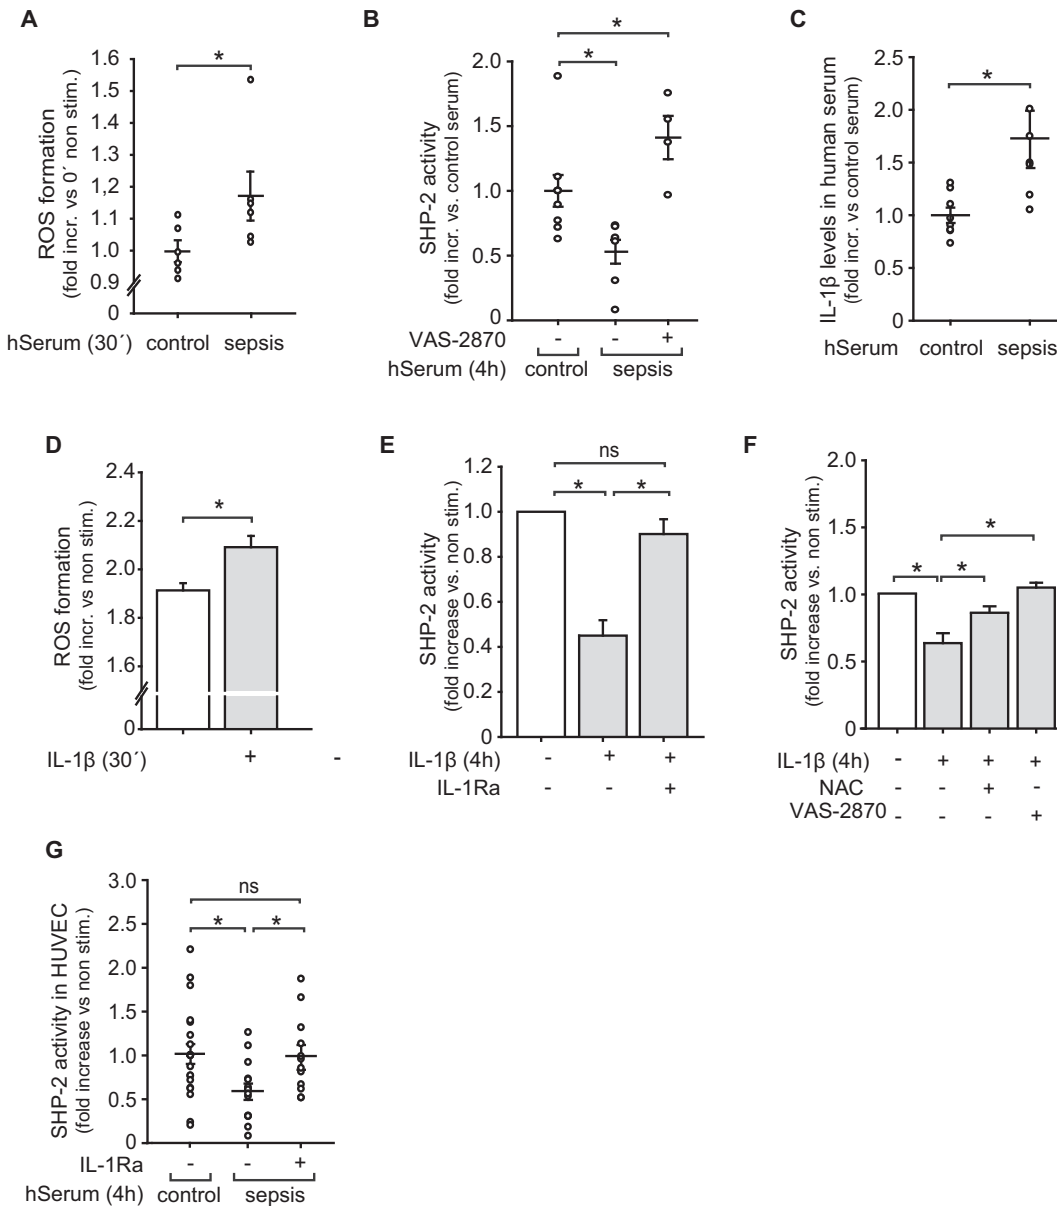 A
ROS formation
(fold incr. vs 0´ non stim.)
1.6
1.5
1.4
1.3
1,2
1.1
1.0
0.9
0
*
hSerum (30´) control sepsis
B
SHP-2 activity
(fold incr. vs. control serum)
2.0
1.5
1.0
0.5
0
*
*
VAS-2870 - - +
hSerum (4h) control sepsis
C
IL-1β levels in human serum
(fold incr. vs control serum)
2.5
2.0
1.5
1.0
0.5
0
*
hSerum control sepsis
D
ROS formation
(fold incr. vs non stim.)
2.4
2.2
2.0
1.8
1.6
0
*
IL-1β (30´) + -
E
SHP-2 activity
(fold increase vs. non stim.)
1.2
1.0
0.8
0.6
0.4
0.2
0
ns
* *
IL-1β (4h) - + +
IL-1Ra - - +
F
SHP-2 activity
(fold increase vs. non stim.)
2.0
1.5
1.0
0.5
0
*
* *
IL-1β (4h) - + + +
NAC - - + -
VAS-2870 - - - +
G
SHP-2 activity in HUVEC
(fold increase vs non stim.)
3.0
2.5
2.0
1.5
1.0
0.5
0
ns
* *
IL-1Ra - - +
hSerum (4h) control sepsis